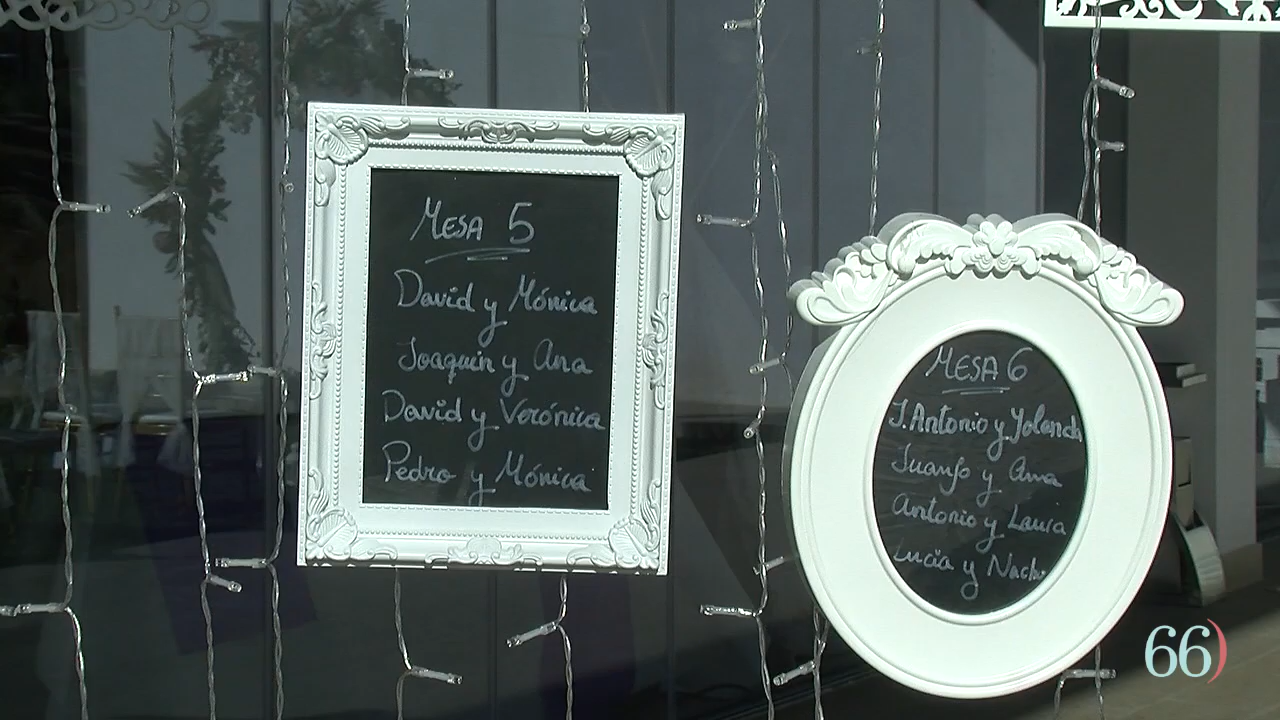 MESA 5
David y Mónica
Joaquin y Ana
David y Verónica
Pedro y Mónica
MESA 6
J. Antonio y Yolanda
Juanjo y Ana
Antonio y Laura
Lucía y Nacho
66)